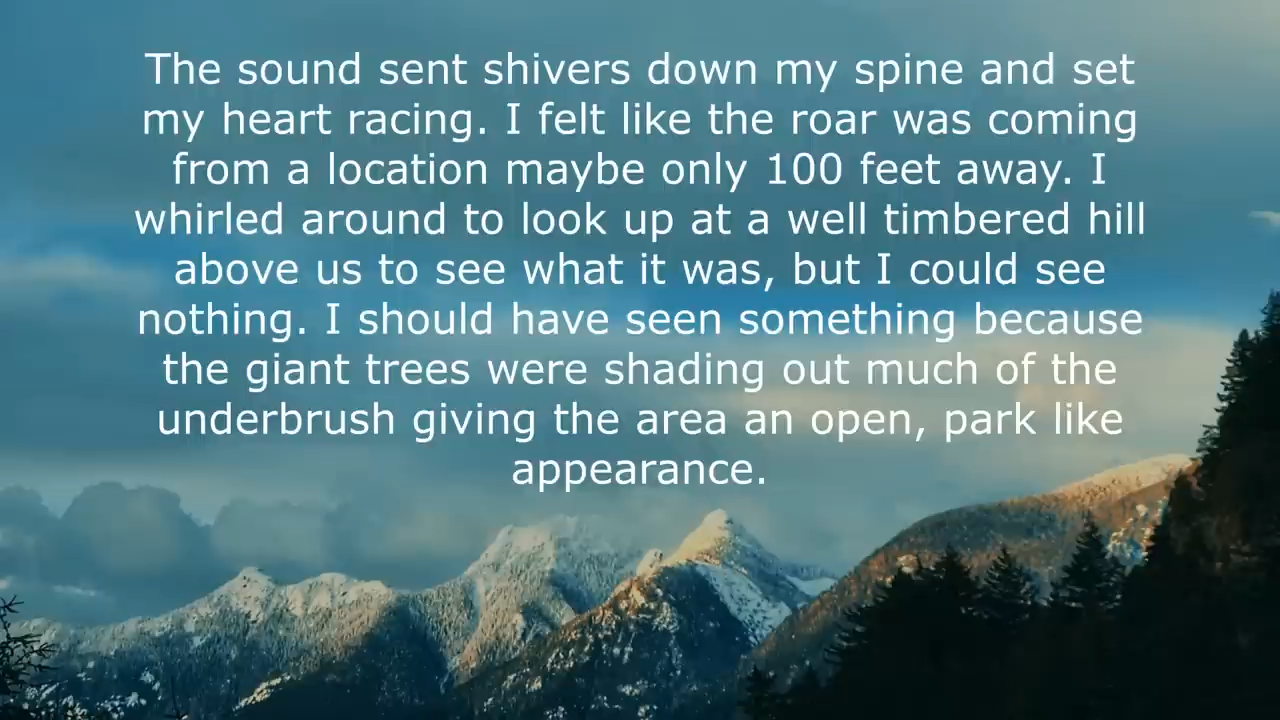 The sound sent shivers down my spine and set
my heart racing. I felt like the roar was coming
from a location maybe only 100 feet away. I
whirled around to look up at a well timbered hill
above us to see what it was, but I could see
nothing. I should have seen something because
the giant trees were shading out much of the
underbrush giving the area an open, park like
appearance.